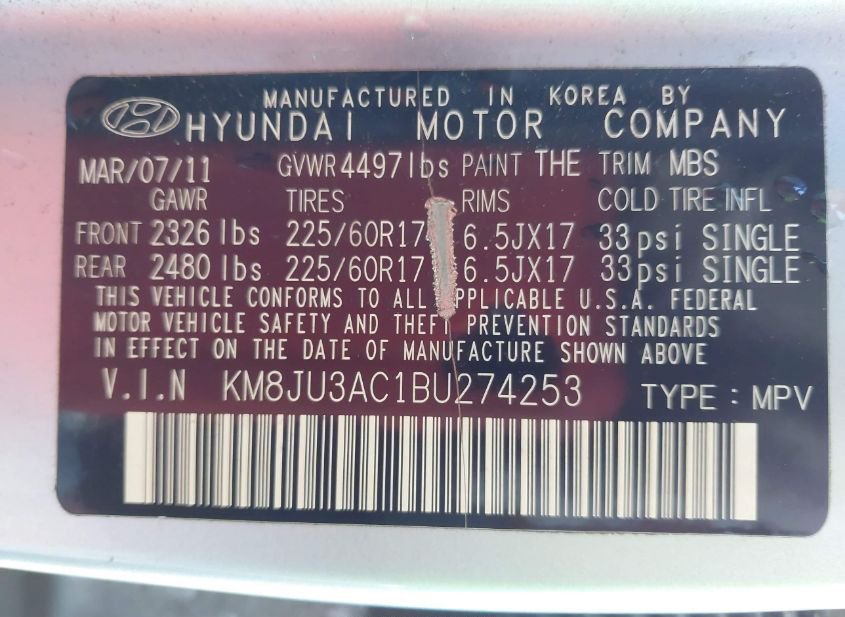 MANUFACTURED IN KOREA BY
HYUNDAI MOTOR COMPANY
MAR/07/11 GVWR 4497lbs PAINT THE TRIM MBS
GAWR TIRES RIMS COLD TIRE INFL
FRONT 2326 lbs 225/60R17 6.5JX17 33psi SINGLE
REAR 2480 lbs 225/60R17 6.5JX17 33psi SINGLE
THIS VEHICLE CONFORMS TO ALL APPLICABLE U.S.A. FEDERAL
MOTOR VEHICLE SAFETY AND THEFT PREVENTION STANDARDS
IN EFFECT ON THE DATE OF MANUFACTURE SHOWN ABOVE
V.I.N KM8JU3AC1BU274253 TYPE : MPV